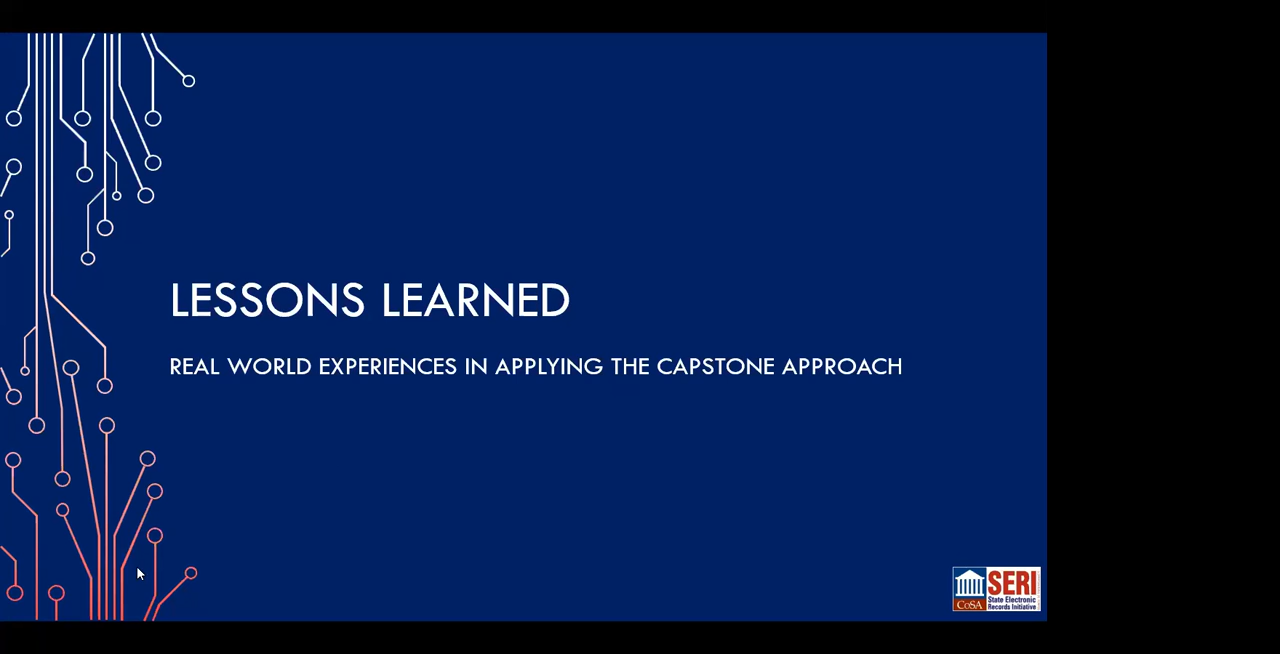 LESSONS LEARNED
REAL WORLD EXPERIENCES IN APPLYING THE CAPSTONE APPROACH
SERI
State Electronic
Records Initiative
CoSA